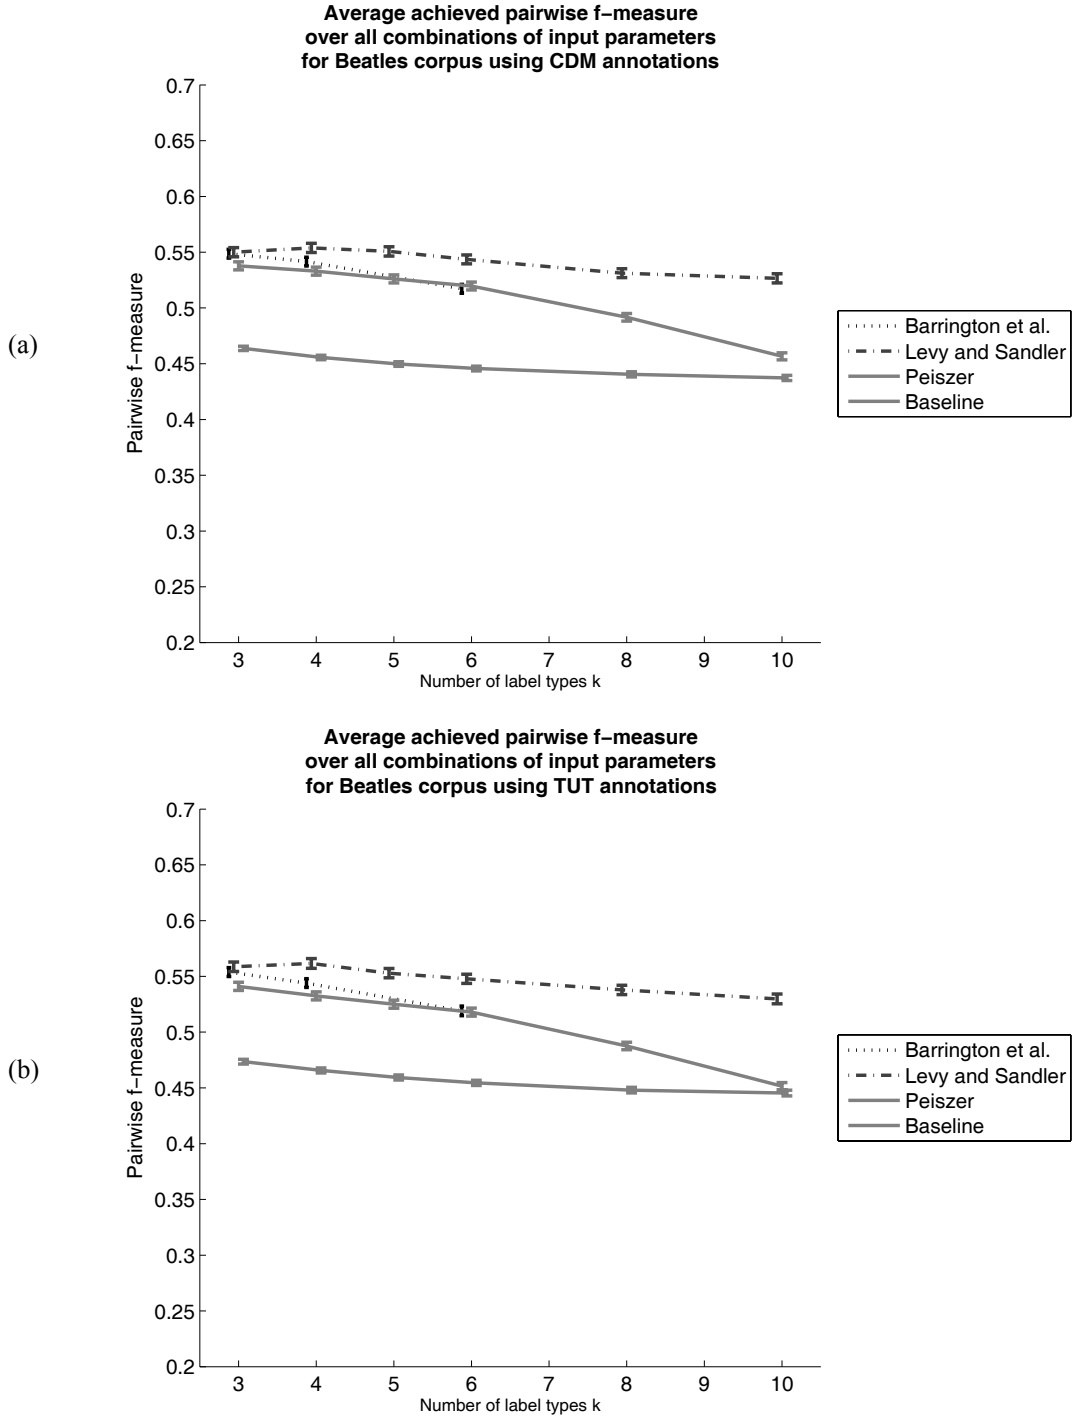 Average achieved pairwise f−measure
over all combinations of input parameters
for Beatles corpus using CDM annotations
0.7
0.65
0.6
0.55
0.5
0.45
0.4
0.35
0.3
0.25
0.2
Pairwise f−measure
(a)
3 4 5 6 7 8 9 10
Number of label types k
Barrington et al.
Levy and Sandler
Peiszer
Baseline
Average achieved pairwise f−measure
over all combinations of input parameters
for Beatles corpus using TUT annotations
0.7
0.65
0.6
0.55
0.5
0.45
0.4
0.35
0.3
0.25
0.2
Pairwise f−measure
(b)
3 4 5 6 7 8 9 10
Number of label types k
Barrington et al.
Levy and Sandler
Peiszer
Baseline